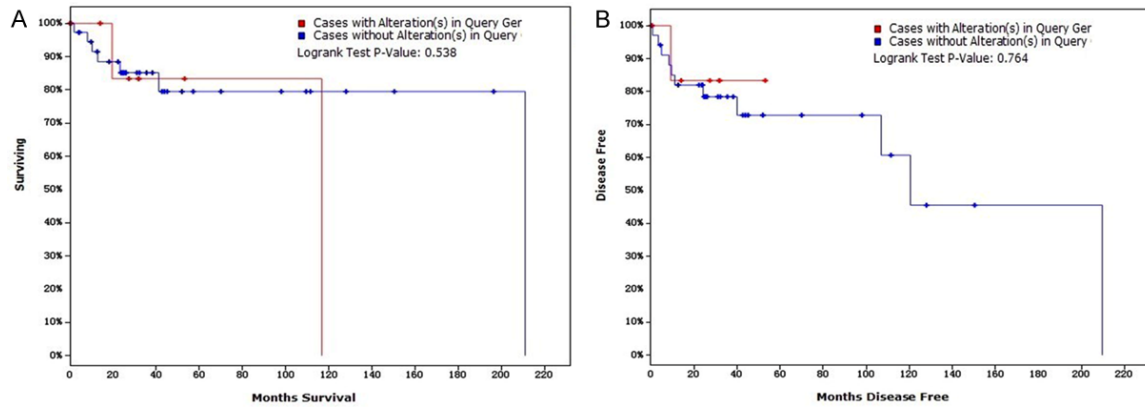 A
Cases with Alteration(s) in Query Ger
Cases without Alteration(s) in Query
Logrank Test P-Value: 0.538
100%
90%
80%
70%
60%
50%
40%
30%
20%
10%
0%
Surviving
0 20 40 60 80 100 120 140 160 180 200 220
Months Survival
B
Cases with Alteration(s) in Query Ger
Cases without Alteration(s) in Query
Logrank Test P-Value: 0.764
100%
90%
80%
70%
60%
50%
40%
30%
20%
10%
0%
Disease Free
0 20 40 60 80 100 120 140 160 180 200 220
Months Disease Free